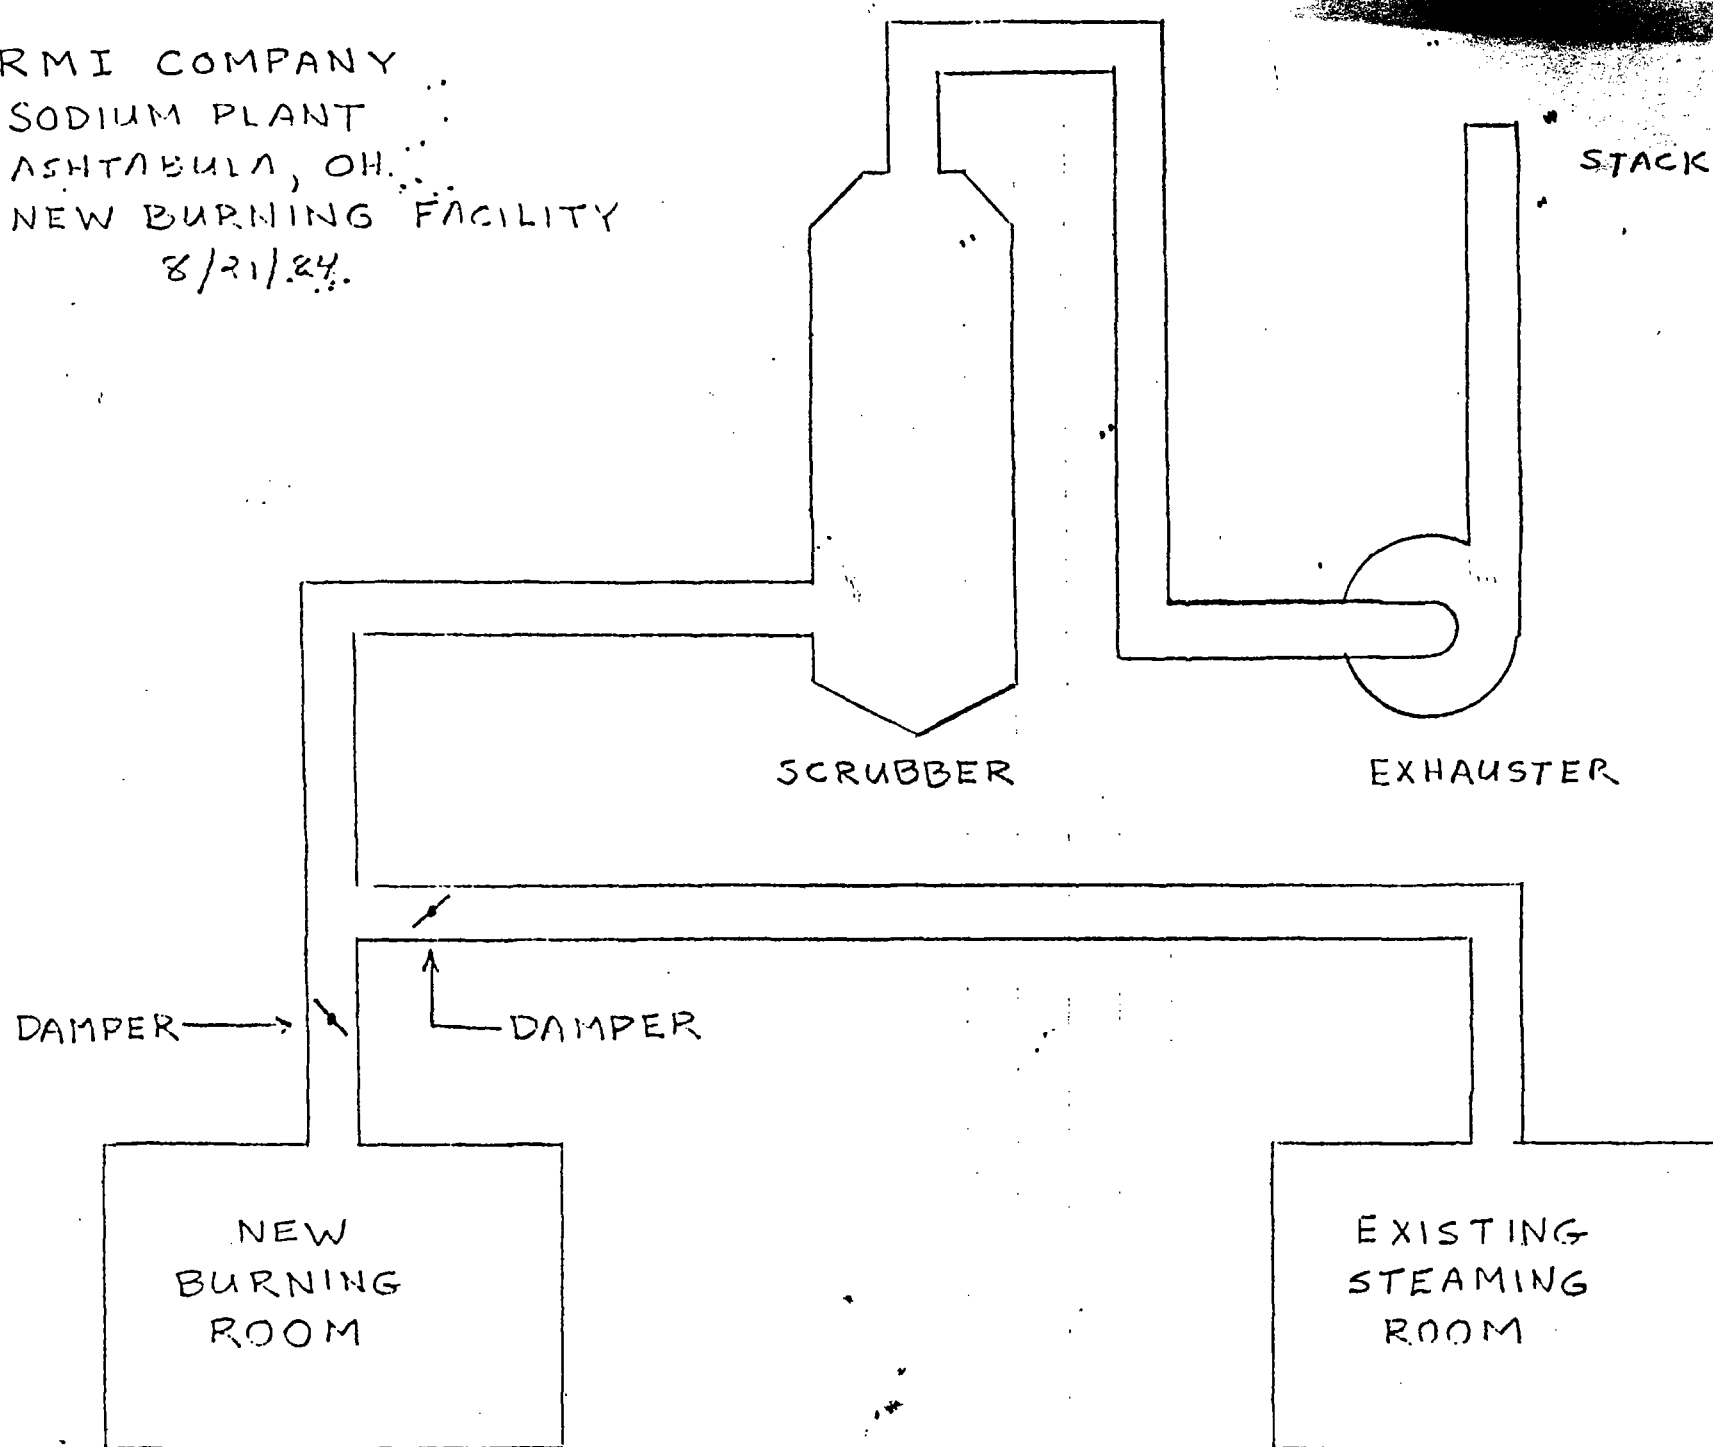 RMI COMPANY
SODIUM PLANT
ASHTABULA, OH.
NEW BURNING FACILITY
8/21/84.
STACK
SCRUBBER
EXHAUSTER
DAMPER
DAMPER
NEW
BURNING
ROOM
EXISTING
STEAMING
ROOM